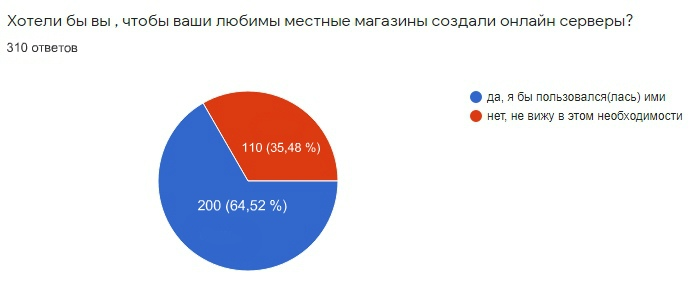 Хотели бы вы , чтобы ваши любимы местные магазины создали онлайн серверы?
310 ответов
да, я бы пользовался(лась) ими
нет, не вижу в этом необходимости
110 (35,48 %)
200 (64,52 %)